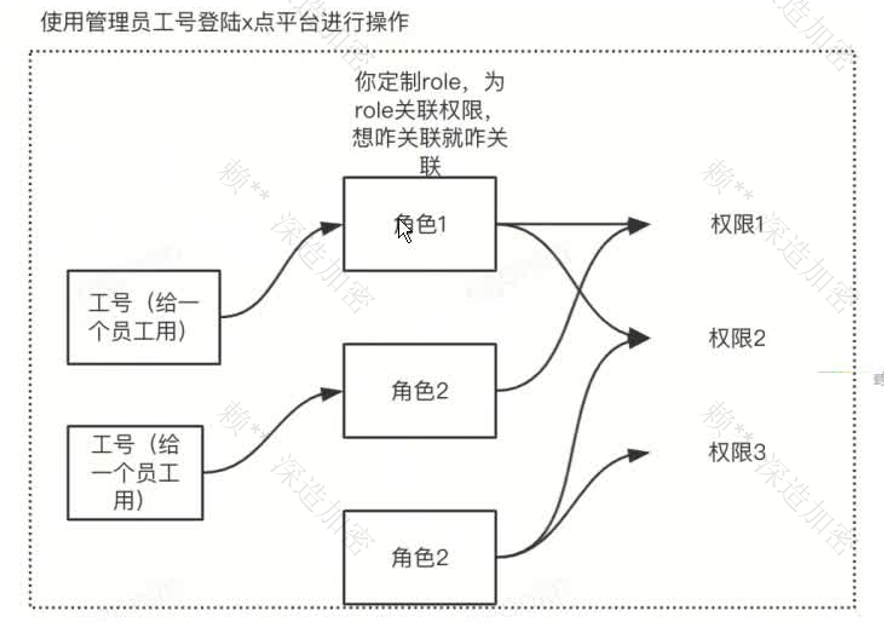 使用管理员工号登陆x点平台进行操作
你定制role，为
role关联权限，
想咋关联就咋关
联
角色1
权限1
工号（给一
个员工用）
权限2
角色2
工号（给
一个员工
用）
权限3
角色2
赖** 深造加密
赖** 深造加密
赖** 深造加密
赖** 深造加密